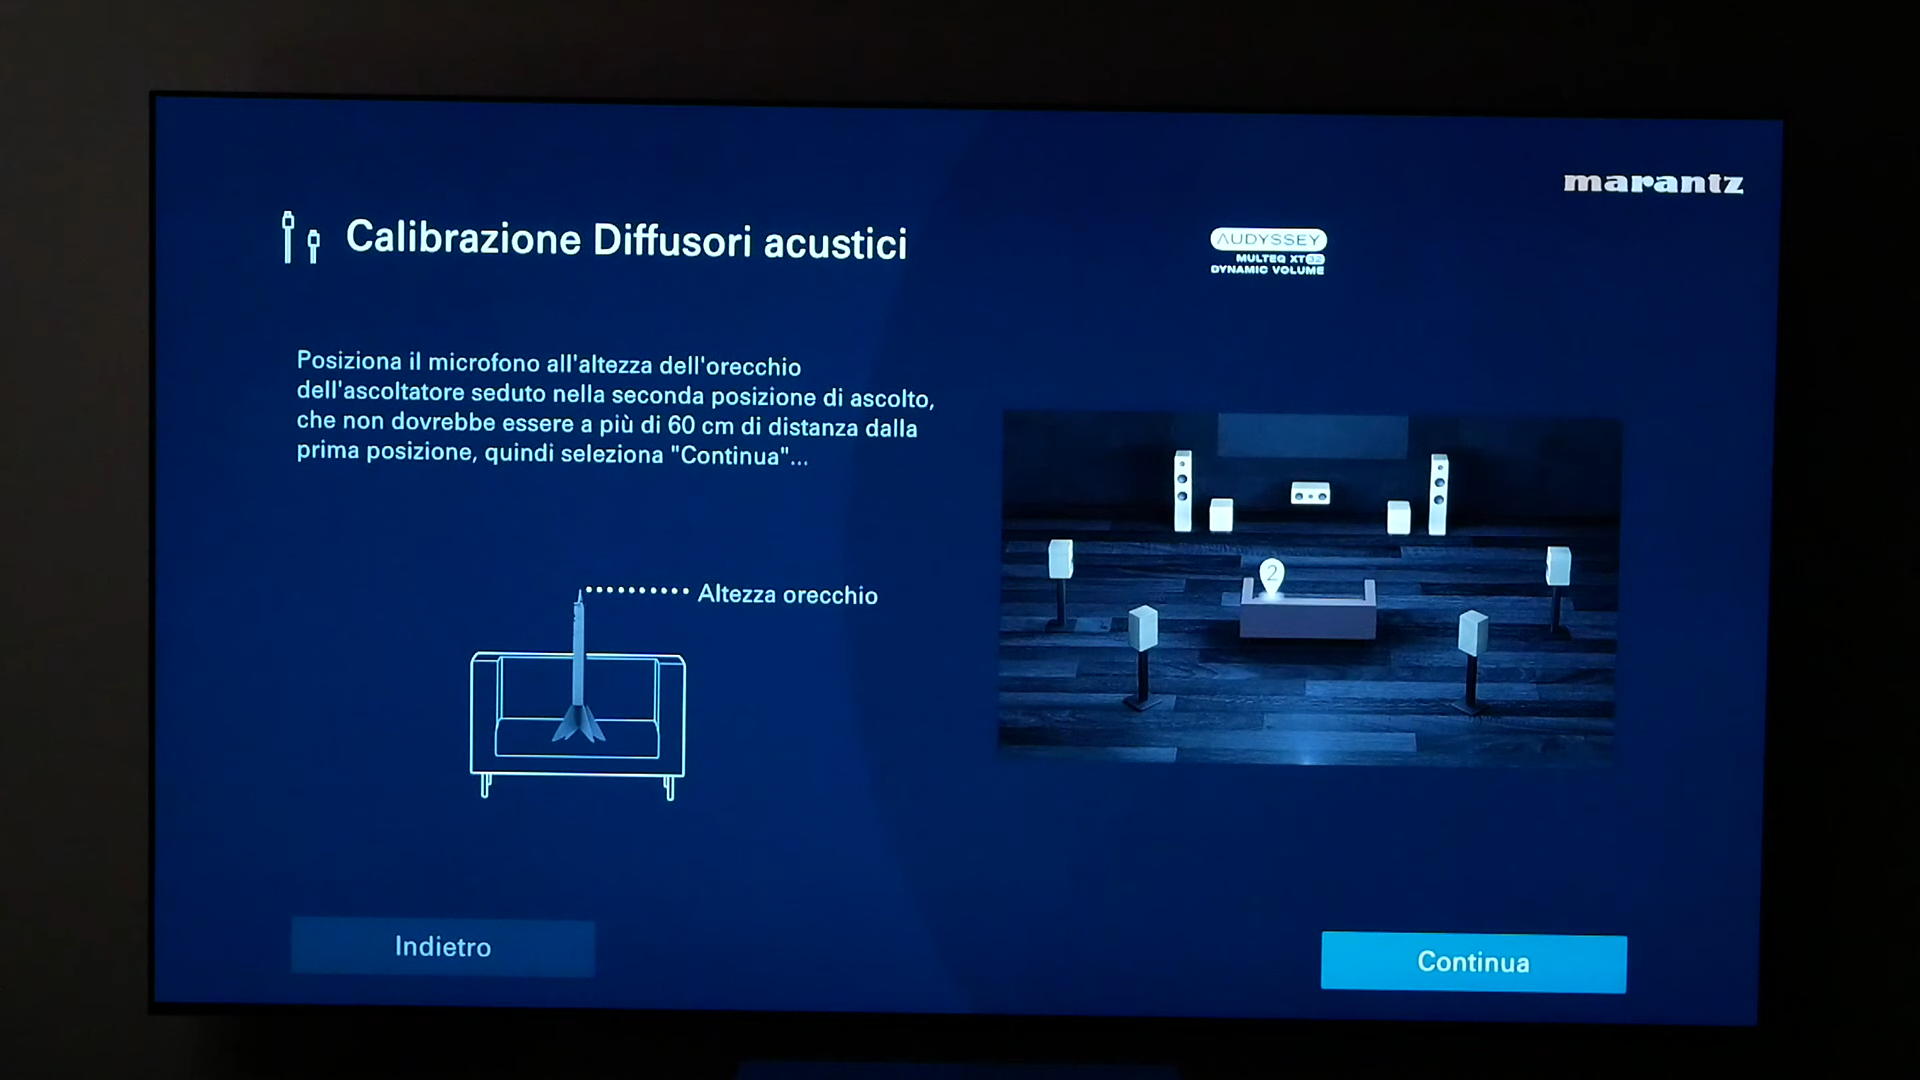 marantz
Calibrazione Diffusori acustici
AUDYSSEY
MULTEQ XT32
DYNAMIC VOLUME
Posiziona il microfono all'altezza dell'orecchio
dell'ascoltatore seduto nella seconda posizione di ascolto,
che non dovrebbe essere a più di 60 cm di distanza dalla
prima posizione, quindi seleziona "Continua"...
Altezza orecchio
2
Indietro
Continua